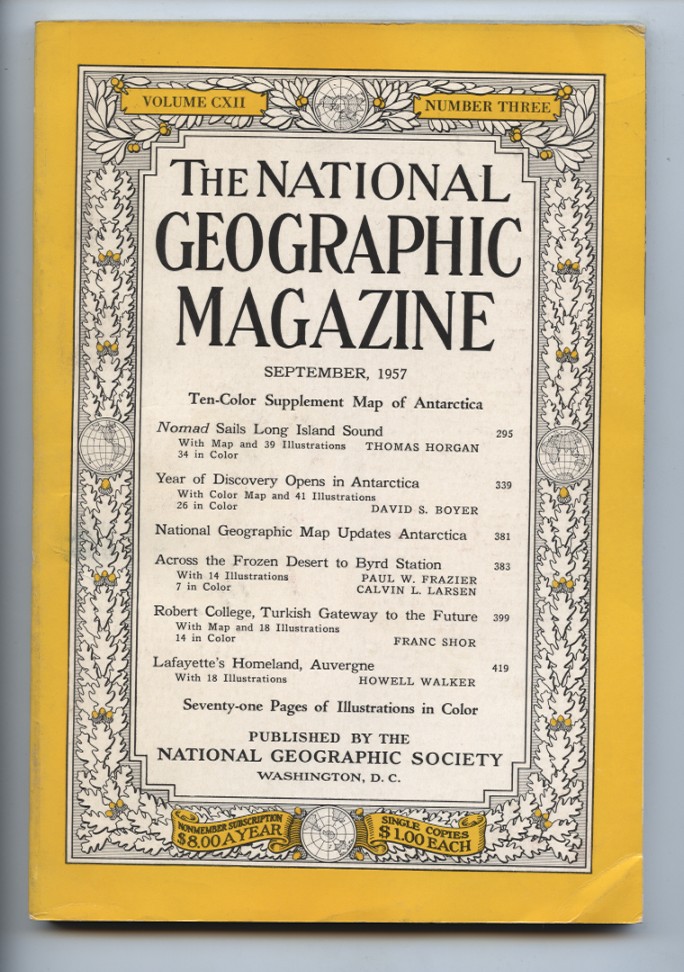 VOLUME CXII
NUMBER THREE
THE NATIONAL
GEOGRAPHIC
MAGAZINE
SEPTEMBER, 1957
Ten-Color Supplement Map of Antarctica
Nomad Sails Long Island Sound 295
With Map and 39 Illustrations THOMAS HORGAN
34 in Color
Year of Discovery Opens in Antarctica 339
With Color Map and 41 Illustrations
26 in Color DAVID S. BOYER
National Geographic Map Updates Antarctica 381
Across the Frozen Desert to Byrd Station 383
With 14 Illustrations PAUL W. FRAZIER
7 in Color CALVIN L. LARSEN
Robert College, Turkish Gateway to the Future 399
With Map and 18 Illustrations
14 in Color FRANC SHOR
Lafayette's Homeland, Auvergne 419
With 18 Illustrations HOWELL WALKER
Seventy-one Pages of Illustrations in Color
PUBLISHED BY THE
NATIONAL GEOGRAPHIC SOCIETY
WASHINGTON, D. C.
NONMEMBER SUBSCRIPTION
$8.00 A YEAR
SINGLE COPIES
$1.00 EACH